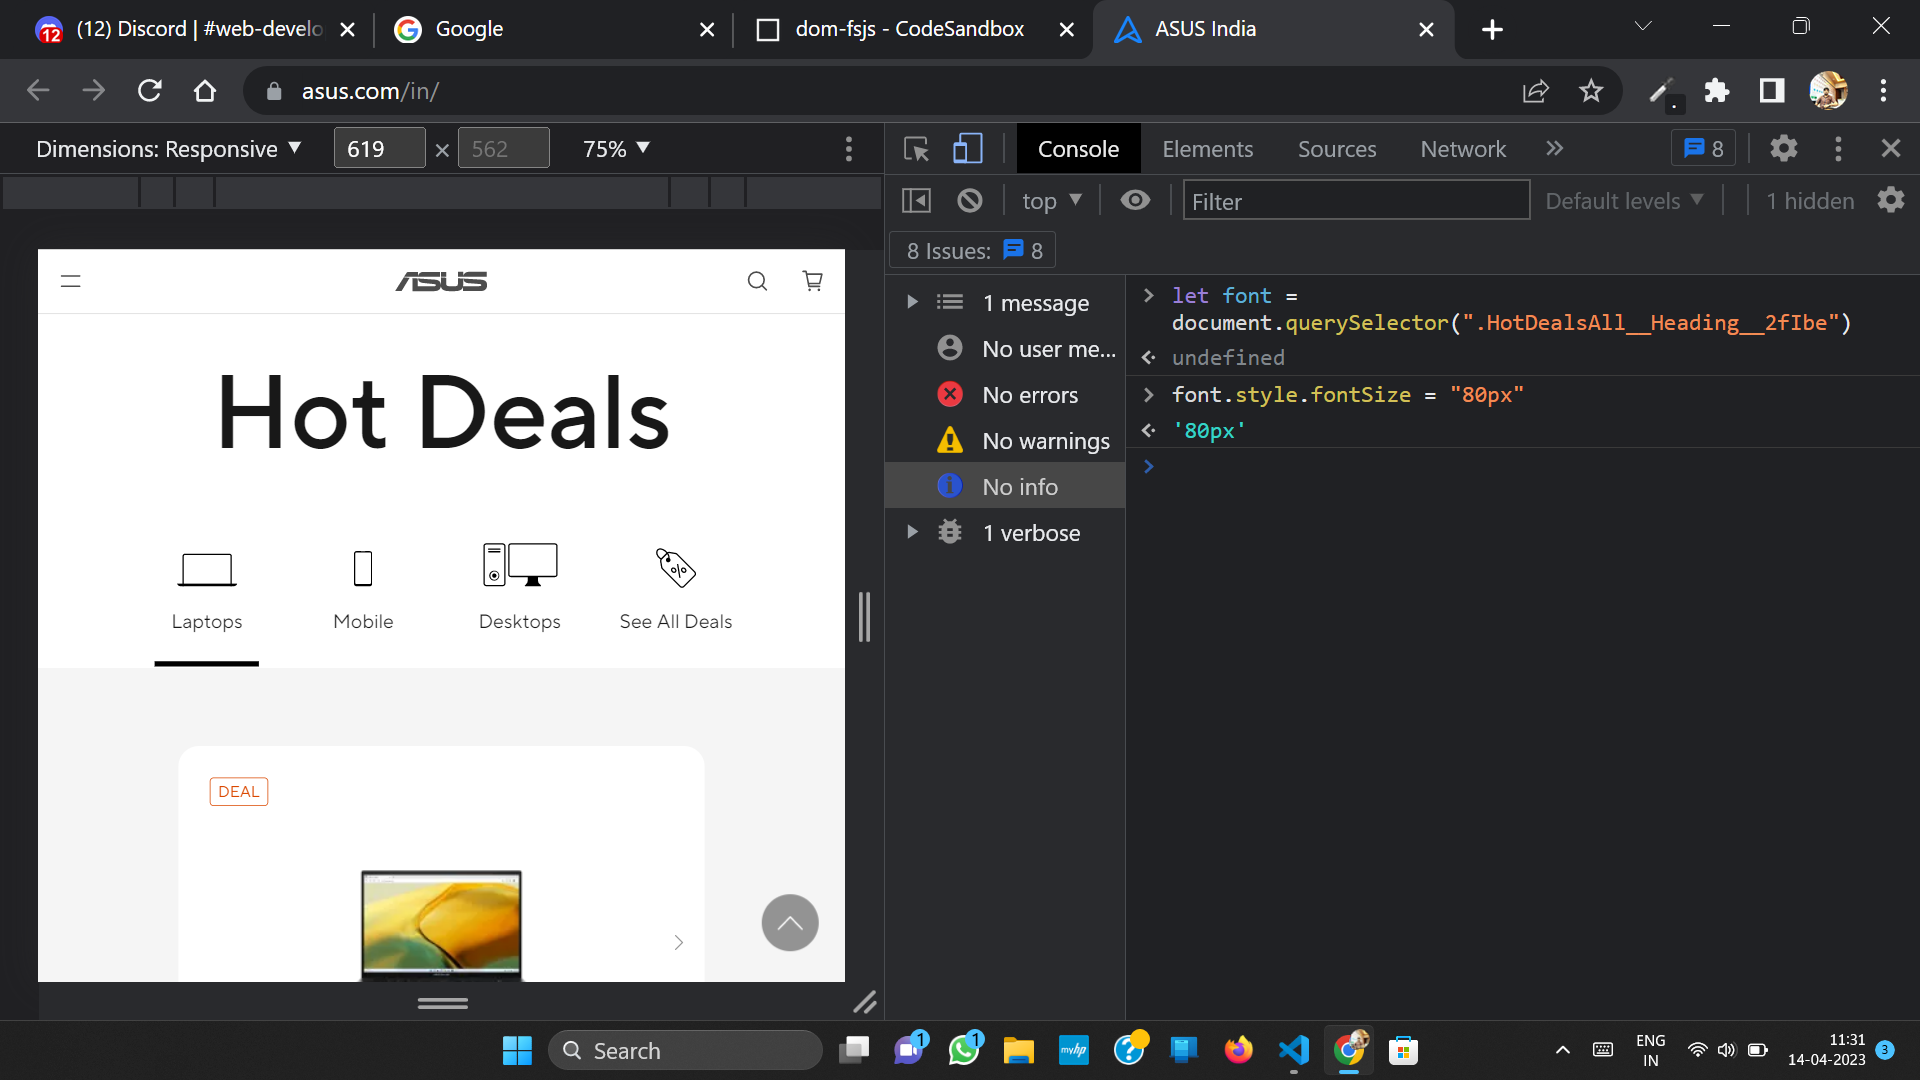 (12) Discord | #web-develo
Google
dom-fsjs - CodeSandbox
ASUS India
asus.com/in/
Dimensions: Responsive
619
×
562
75%
Console
Elements
Sources
Network
8
top
Filter
Default levels
1 hidden
8 Issues:
8
ASUS
Hot Deals
Laptops
Mobile
Desktops
See All Deals
DEAL
1 message
No user me...
No errors
No warnings
No info
1 verbose
let font =
document.querySelector(".HotDealsAll__Heading__2fIbe")
undefined
font.style.fontSize = "80px"
'80px'
Search
1
1
myhp
ENG
IN
11:31
14-04-2023
3